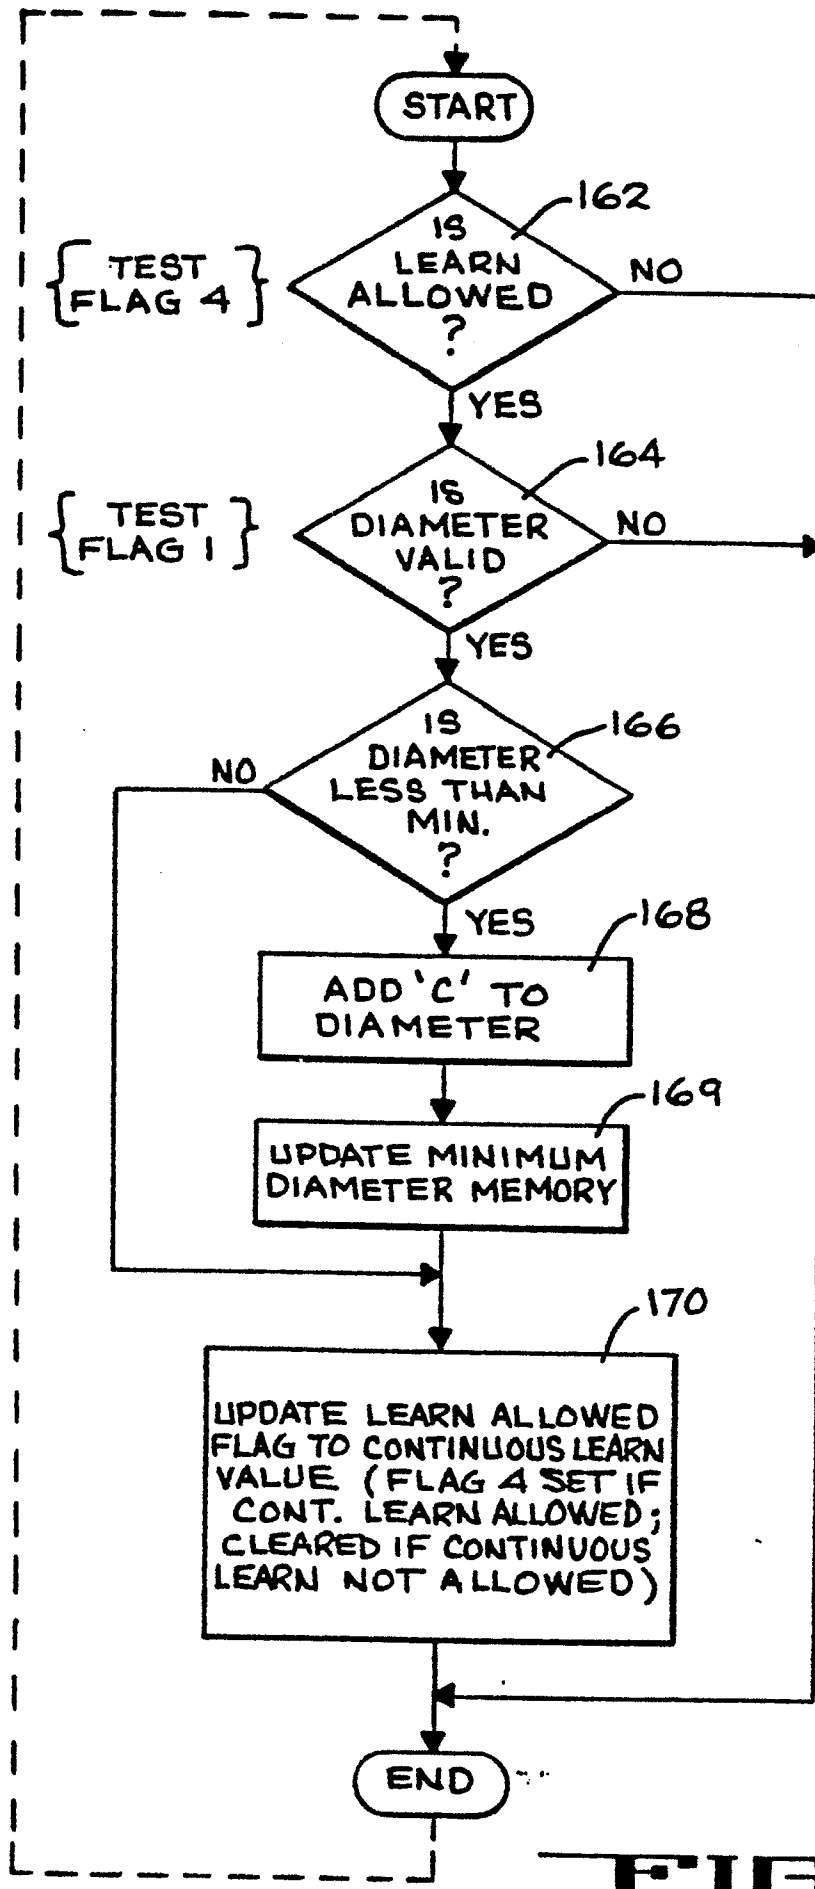 START
162
IS
LEARN
ALLOWED
?
{ TEST
FLAG 4 }
NO
YES
164
IS
DIAMETER
VALID
?
{ TEST
FLAG 1 }
NO
YES
166
IS
DIAMETER
LESS THAN
MIN.
?
NO
YES
168
ADD 'C' TO
DIAMETER
169
UPDATE MINIMUM
DIAMETER MEMORY
170
UPDATE LEARN ALLOWED
FLAG TO CONTINUOUS LEARN
VALUE (FLAG 4 SET IF
CONT. LEARN ALLOWED;
CLEARED IF CONTINUOUS
LEARN NOT ALLOWED)
END